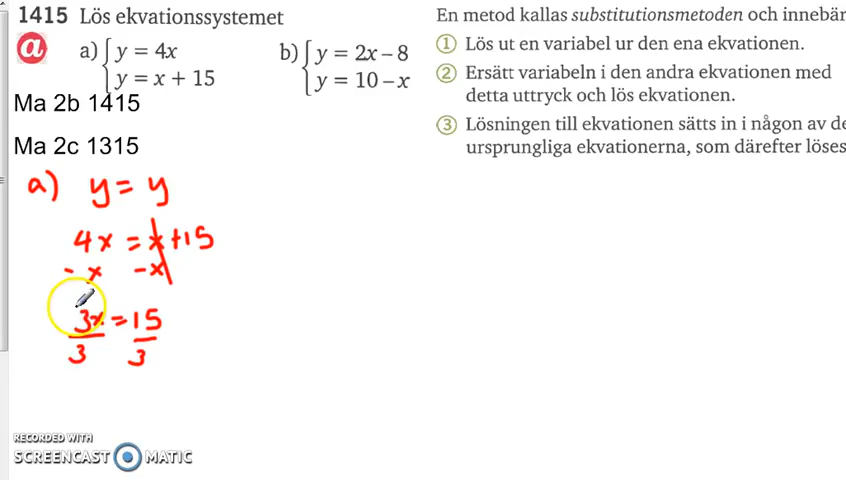 1415 Lös ekvationssystemet
a
a) { y = 4x
y = x + 15
b) { y = 2x – 8
y = 10 – x
Ma 2b 1415
Ma 2c 1315
a) y = y
4x = x + 15
- x - x
3x = 15
3 3
En metod kallas substitutionsmetoden och innebär
1 Lös ut en variabel ur den ena ekvationen.
2 Ersätt variabeln i den andra ekvationen med
detta uttryck och lös ekvationen.
3 Lösningen till ekvationen sätts in i någon av de
ursprungliga ekvationerna, som därefter löses
RECORDED WITH
SCREENCAST MATIC